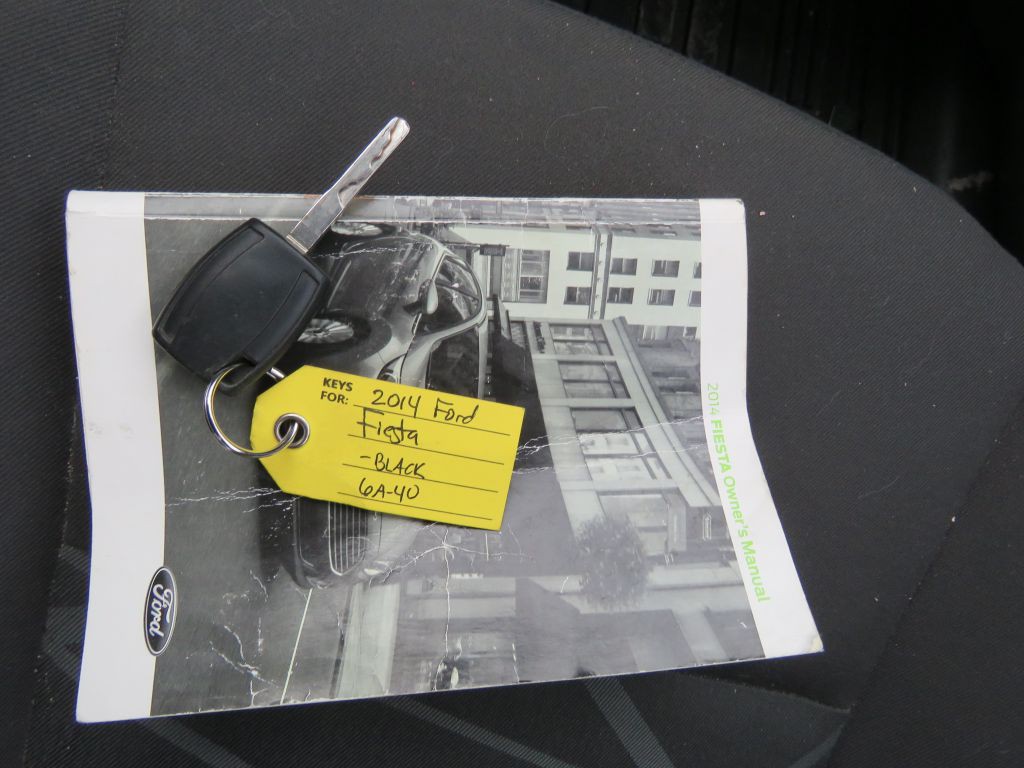 KEYS
FOR: 2014 Ford
Fiesta
-BLACK
6A-40
2014 FIESTA Owner's Manual
Ford